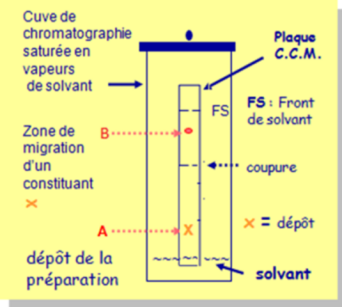 Cuve de
chromatographie
saturée en
vapeurs
de solvant
Plaque
C.C.M.
FS
FS : Front
de solvant
Zone de
migration
d'un
constituant
x
B
coupure
A
x
x = dépôt
dépôt de la
préparation
solvant